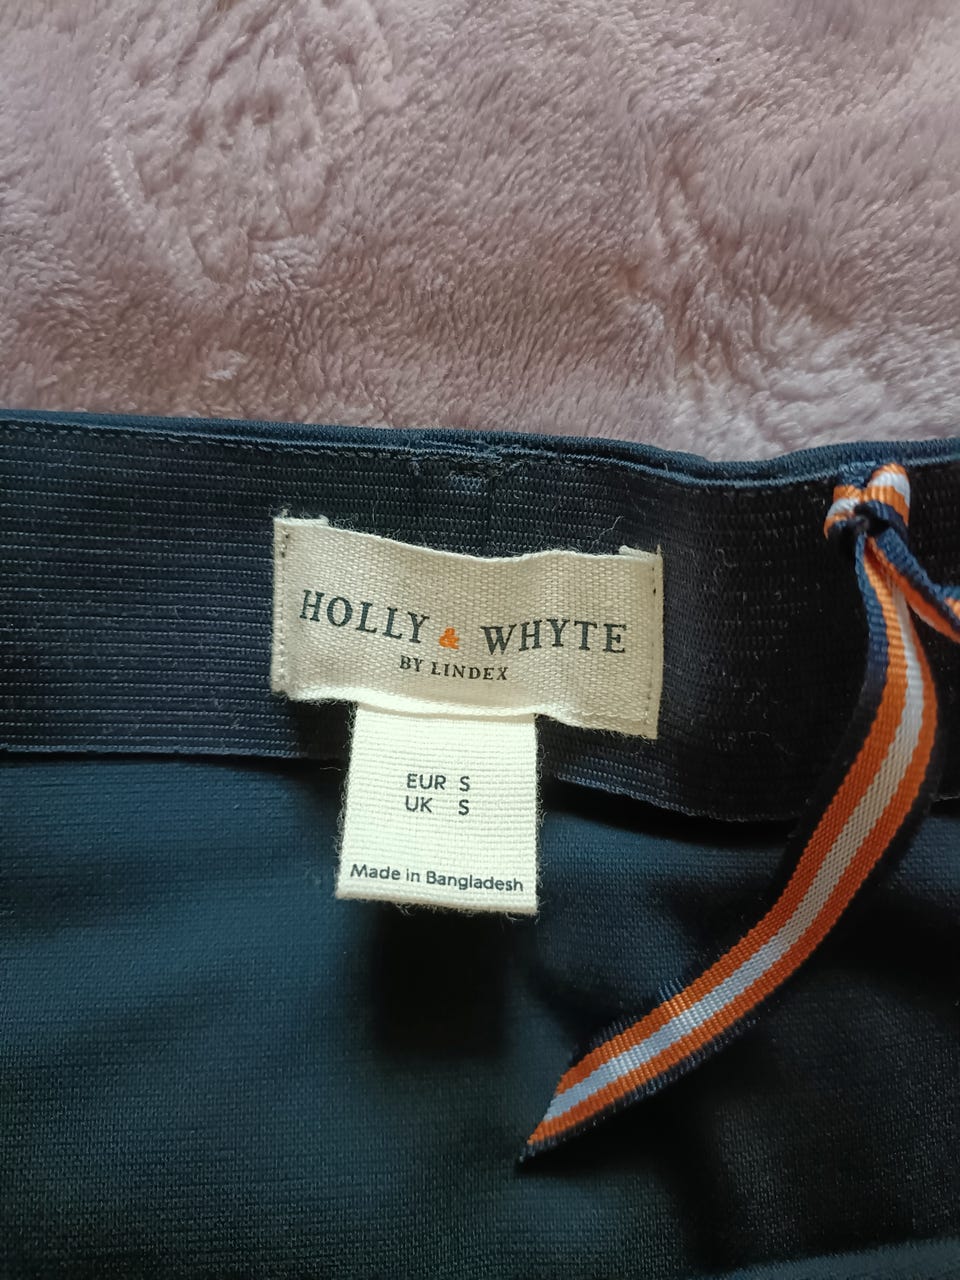 HOLLY & WHYTE
BY LINDEX
EUR S
UK S
Made in Bangladesh